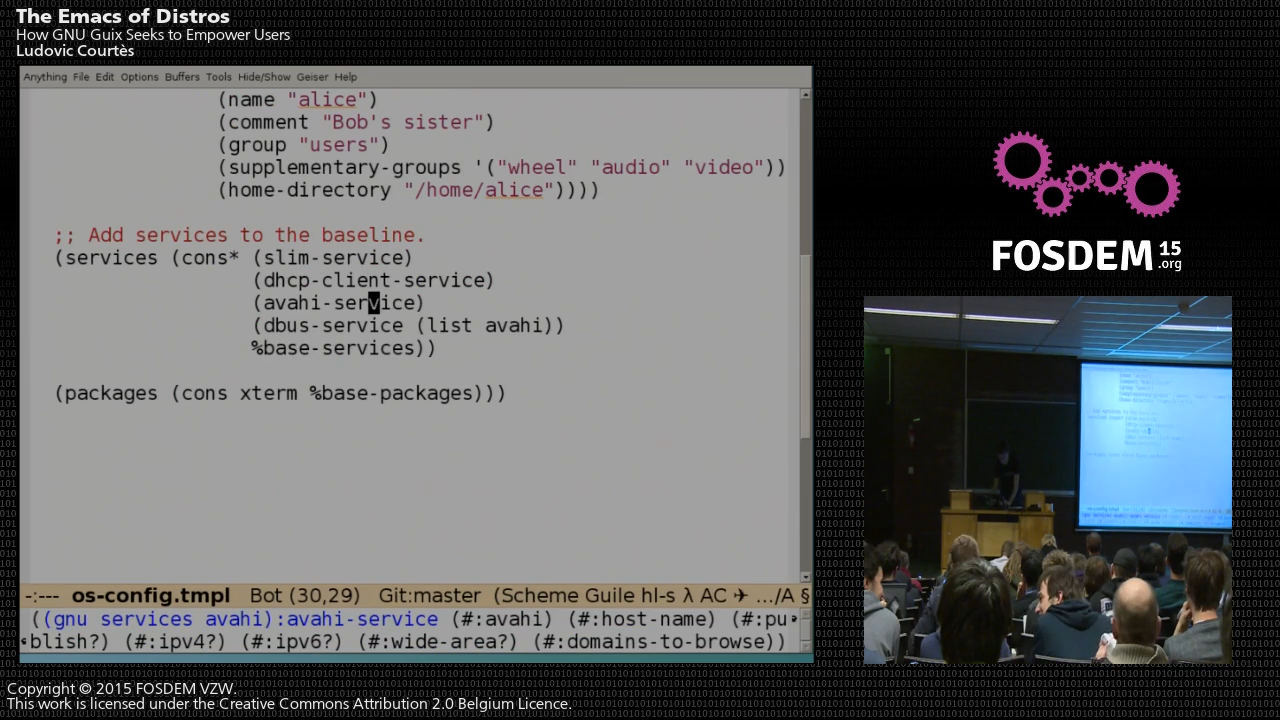 The Emacs of Distros
How GNU Guix Seeks to Empower Users
Ludovic Courtès
Anything File Edit Options Buffers Tools Hide/Show Geiser Help
(name "alice")
(comment "Bob's sister")
(group "users")
(supplementary-groups '("wheel" "audio" "video"))
(home-directory "/home/alice"))))
;; Add services to the baseline.
(services (cons* (slim-service)
(dhcp-client-service)
(avahi-service)
(dbus-service (list avahi))
%base-services))
(packages (cons xterm %base-packages)))
-:--- os-config.tmpl Bot (30,29) Git:master (Scheme Guile hl-s λ AC ✈ .../A §
((gnu services avahi):avahi-service (#:avahi) (#:host-name) (#:pu
blish?) (#:ipv4?) (#:ipv6?) (#:wide-area?) (#:domains-to-browse))
FOSDEM 15
.org
Copyright © 2015 FOSDEM VZW.
This work is licensed under the Creative Commons Attribution 2.0 Belgium Licence.